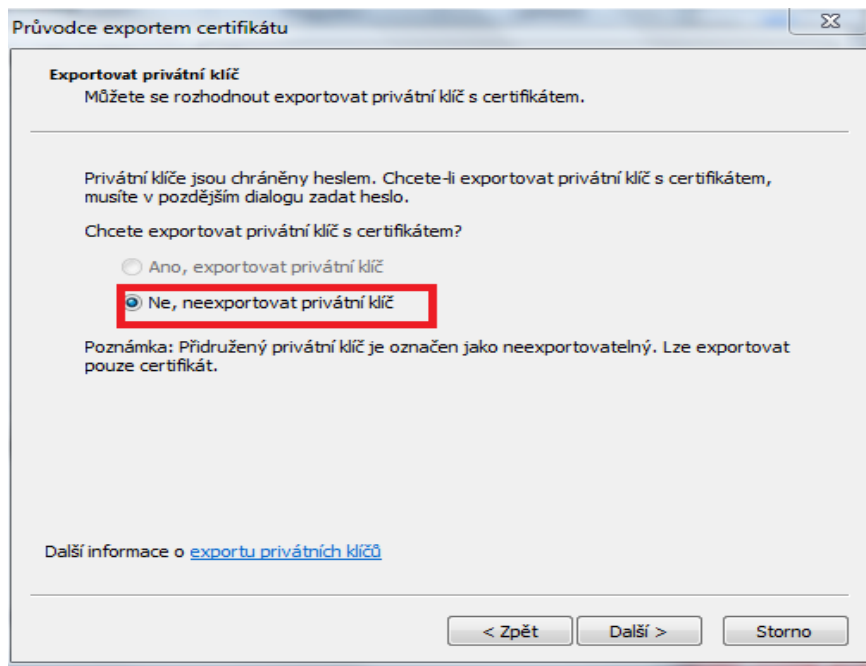 Průvodce exportem certifikátu
Exportovat privátní klíč
Můžete se rozhodnout exportovat privátní klíč s certifikátem.
Privátní klíče jsou chráněny heslem. Chcete-li exportovat privátní klíč s certifikátem,
musíte v pozdějším dialogu zadat heslo.
Chcete exportovat privátní klíč s certifikátem?
Ano, exportovat privátní klíč
Ne, neexportovat privátní klíč
Poznámka: Přidružený privátní klíč je označen jako neexportovatelný. Lze exportovat
pouze certifikát.
Další informace o exportu privátních klíčů
< Zpět
Další >
Storno